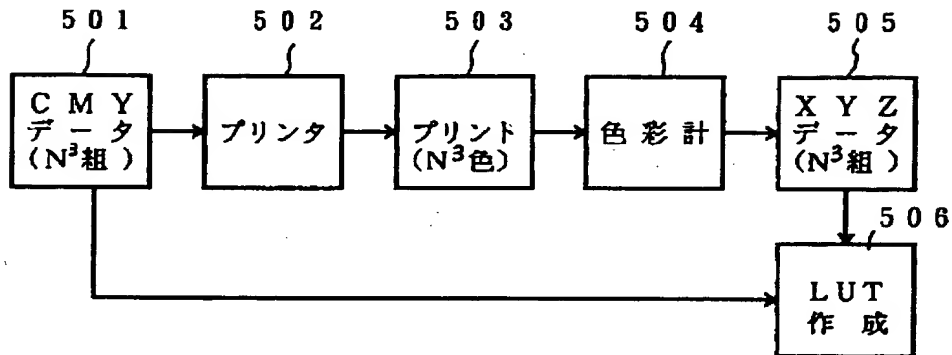 501 502 503 504 505
CMY
データ
(N³組)
プリンタ
プリンド
(N³色)
色彩計
XYZ
データ
(N³組)
506
LUT
作成